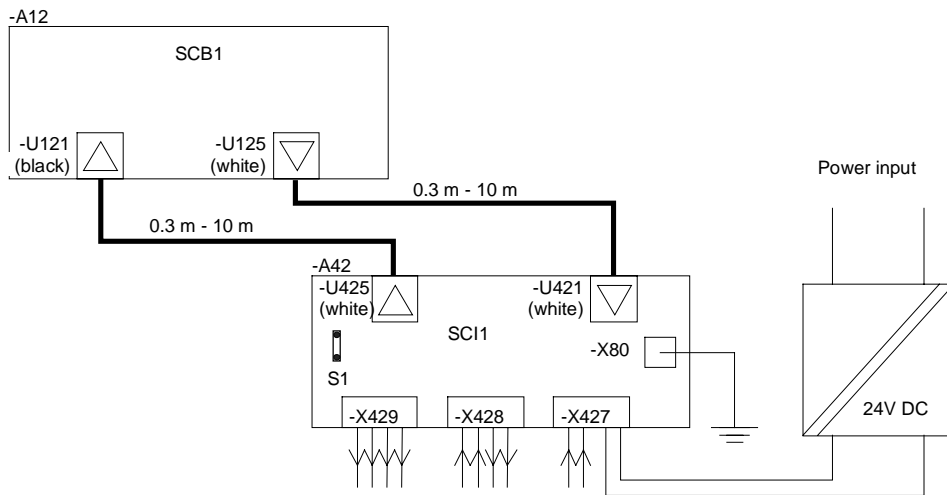 -A12
SCB1
-U121
(black)
-U125
(white)
Power input
0.3 m - 10 m
0.3 m - 10 m
-A42
-U425
(white)
-U421
(white)
SCI1
-X80
S1
-X429
-X428
-X427
24V DC